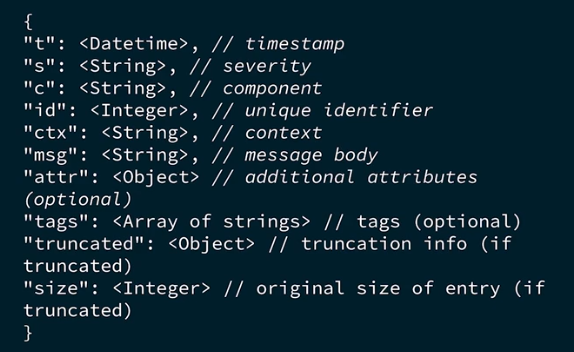 {
"t": <Datetime>, // timestamp
"s": <String>, // severity
"c": <String>, // component
"id": <Integer>, // unique identifier
"ctx": <String>, // context
"msg": <String>, // message body
"attr": <Object> // additional attributes
(optional)
"tags": <Array of strings> // tags (optional)
"truncated": <Object> // truncation info (if
truncated)
"size": <Integer> // original size of entry (if
truncated)
}